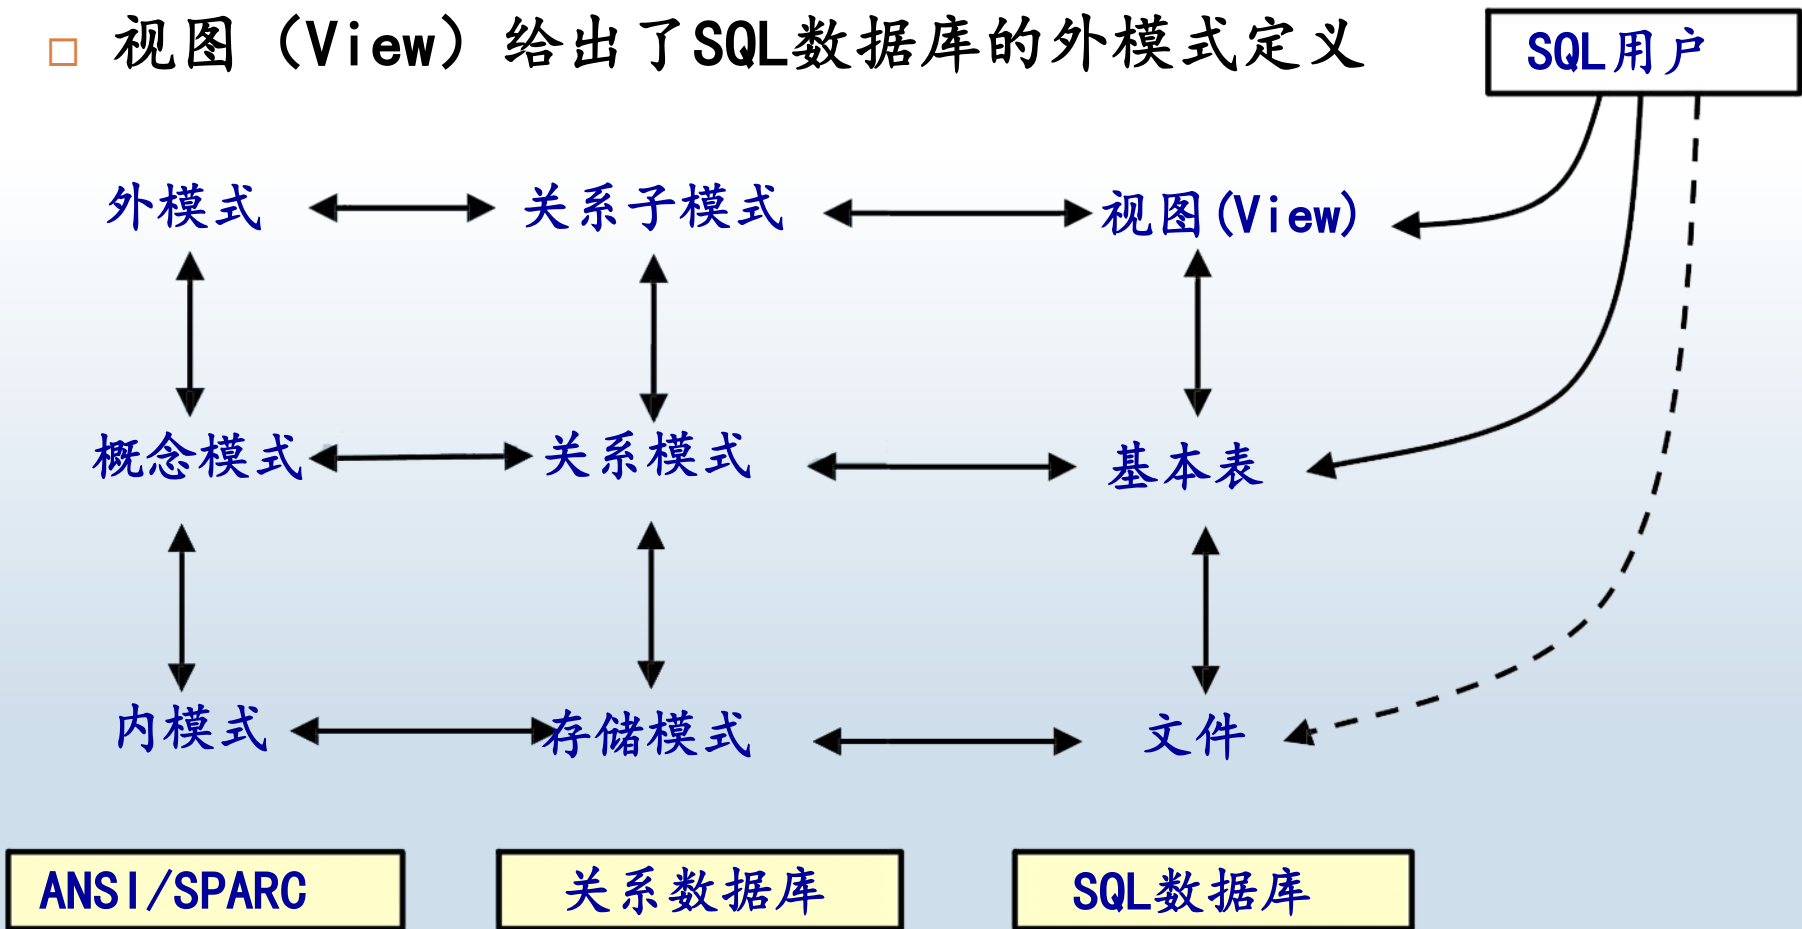 视图（View）给出了SQL数据库的外模式定义
SQL用户
外模式 关系子模式 视图(View)
概念模式 关系模式 基本表
内模式 存储模式 文件
ANSI/SPARC 关系数据库 SQL数据库